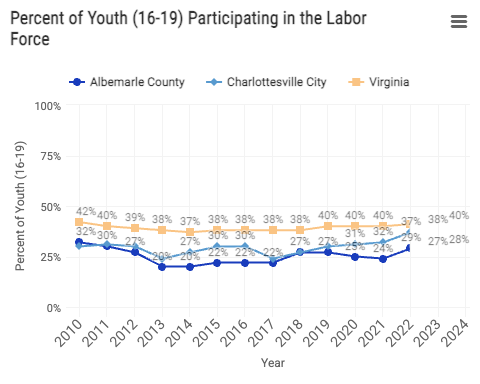 Percent of Youth (16-19) Participating in the Labor
Force
Albemarle County Charlottesville City Virginia
100%
75%
50%
25%
0%
Percent of Youth (16-19)
42% 40% 39% 38% 37% 38% 38% 38% 38% 40% 40% 40% 37% 38% 40%
32% 30% 27% 27% 30% 30% 27% 27% 31% 32% 29% 27% 28%
20% 20% 22% 22% 22% 25% 24%
2010 2011 2012 2013 2014 2015 2016 2017 2018 2019 2020 2021 2022 2023 2024
Year